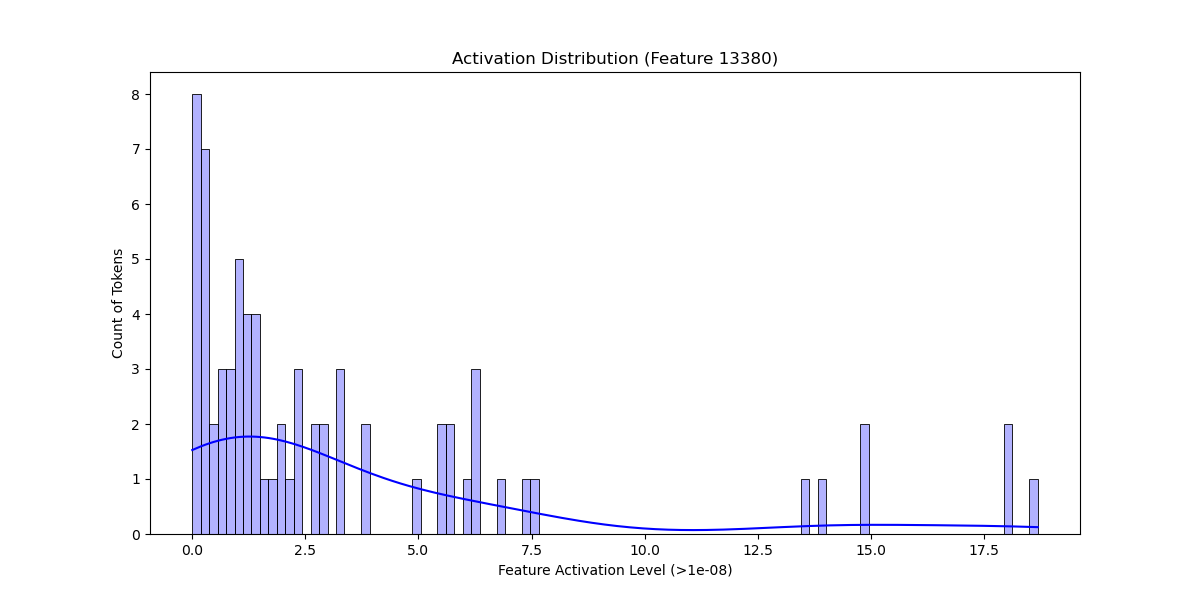 Activation Distribution (Feature 13380)
8
7
6
5
4
3
2
1
0
Count of Tokens
0.0 2.5 5.0 7.5 10.0 12.5 15.0 17.5
Feature Activation Level (>1e-08)